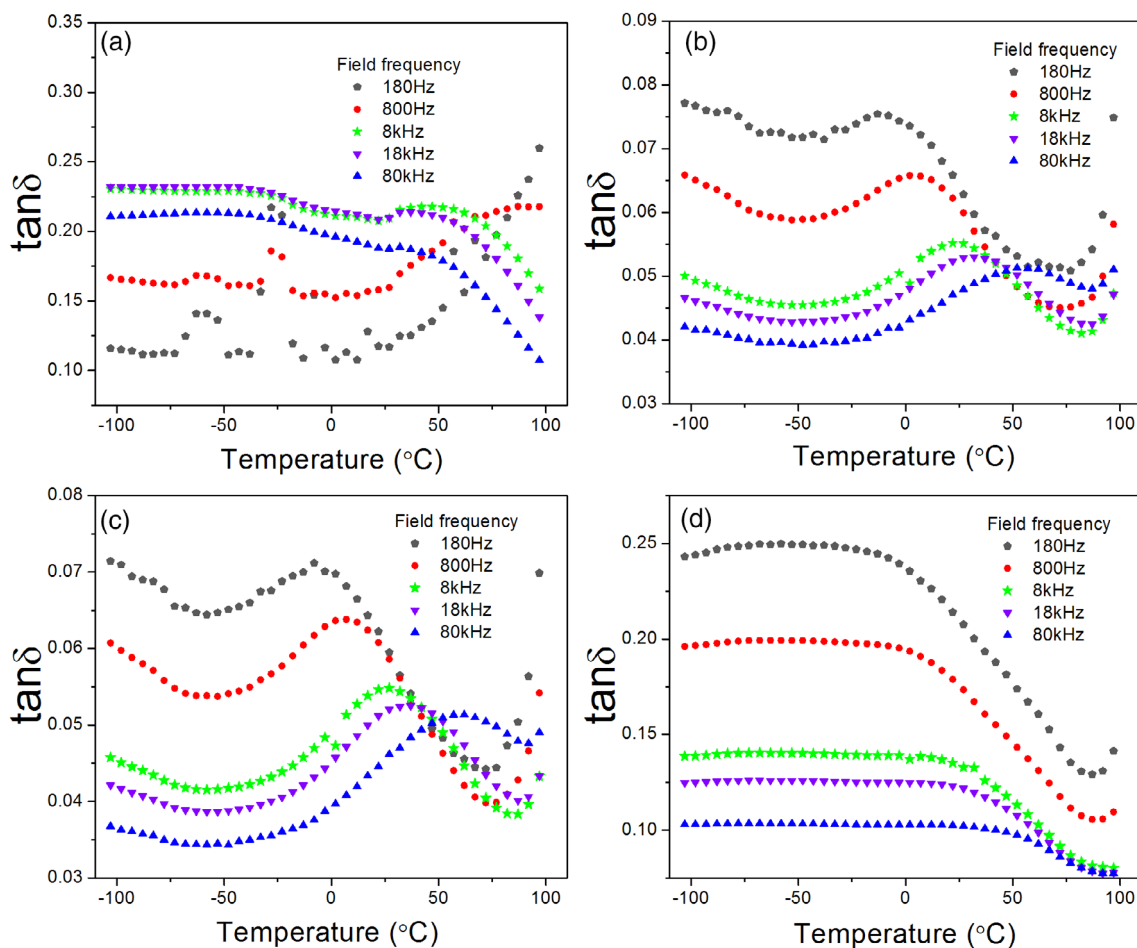 (a)
Field frequency
180Hz
800Hz
8kHz
18kHz
80kHz
0.35
0.30
0.25
0.20
0.15
0.10
tanδ
-100 -50 0 50 100
Temperature (°C)
(b)
Field frequency
180Hz
800Hz
8kHz
18kHz
80kHz
0.09
0.08
0.07
0.06
0.05
0.04
0.03
tanδ
-100 -50 0 50 100
Temperature (°C)
(c)
Field frequency
180Hz
800Hz
8kHz
18kHz
80kHz
0.08
0.07
0.06
0.05
0.04
0.03
tanδ
-100 -50 0 50 100
Temperature (°C)
(d)
Field frequency
180Hz
800Hz
8kHz
18kHz
80kHz
0.25
0.20
0.15
0.10
tanδ
-100 -50 0 50 100
Temperature (°C)